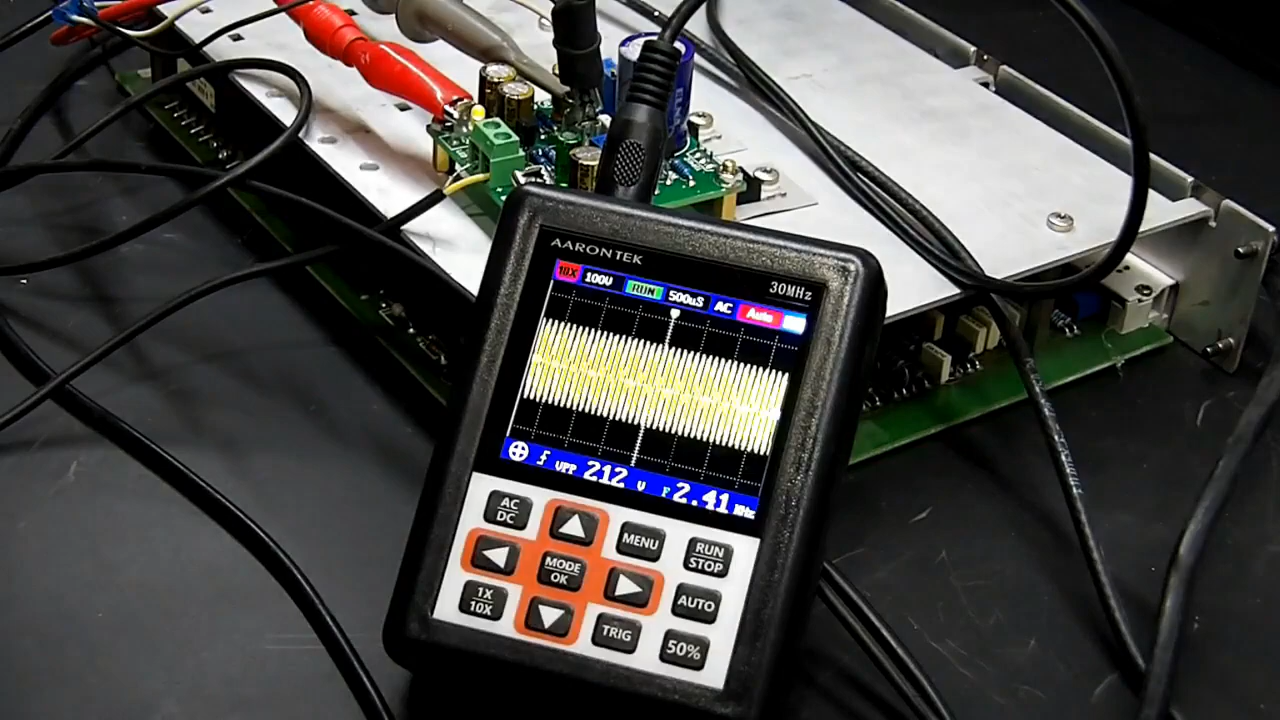 AARONTEK
30MHz
10X 100V RUN 500uS AC Auto
VPP 212 V F 2.41 MHz
AC
DC
MENU
RUN
STOP
MODE
OK
1X
10X
AUTO
TRIG
50%
ELNA